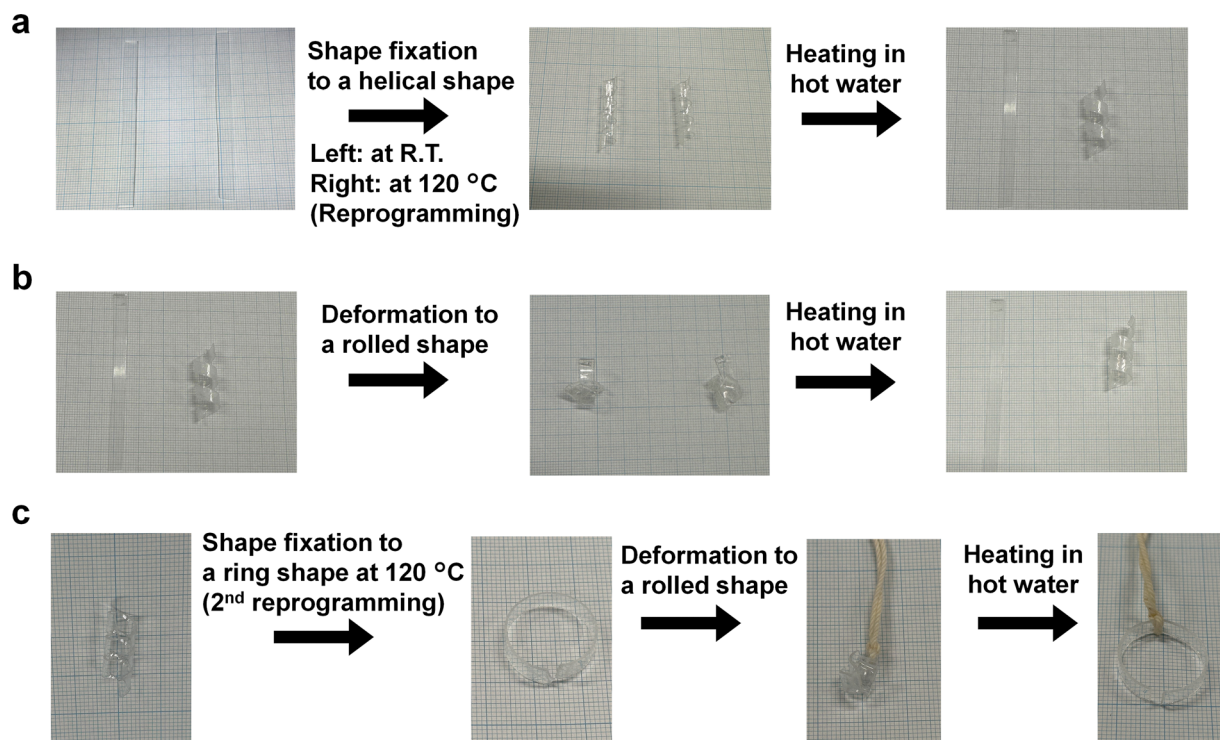 a
Shape fixation
to a helical shape
Left: at R.T.
Right: at 120 °C
(Reprogramming)
Heating in
hot water
b
Deformation to
a rolled shape
Heating in
hot water
c
Shape fixation to
a ring shape at 120 °C
(2nd reprogramming)
Deformation to
a rolled shape
Heating in
hot water